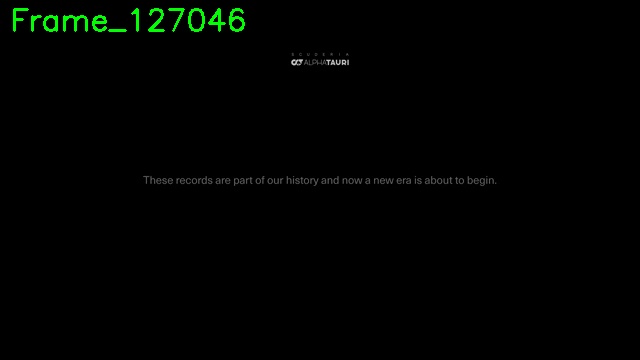 Frame_127046
SCUDERIA
ALPHATAURI
These records are part of our history and now a new era is about to begin.